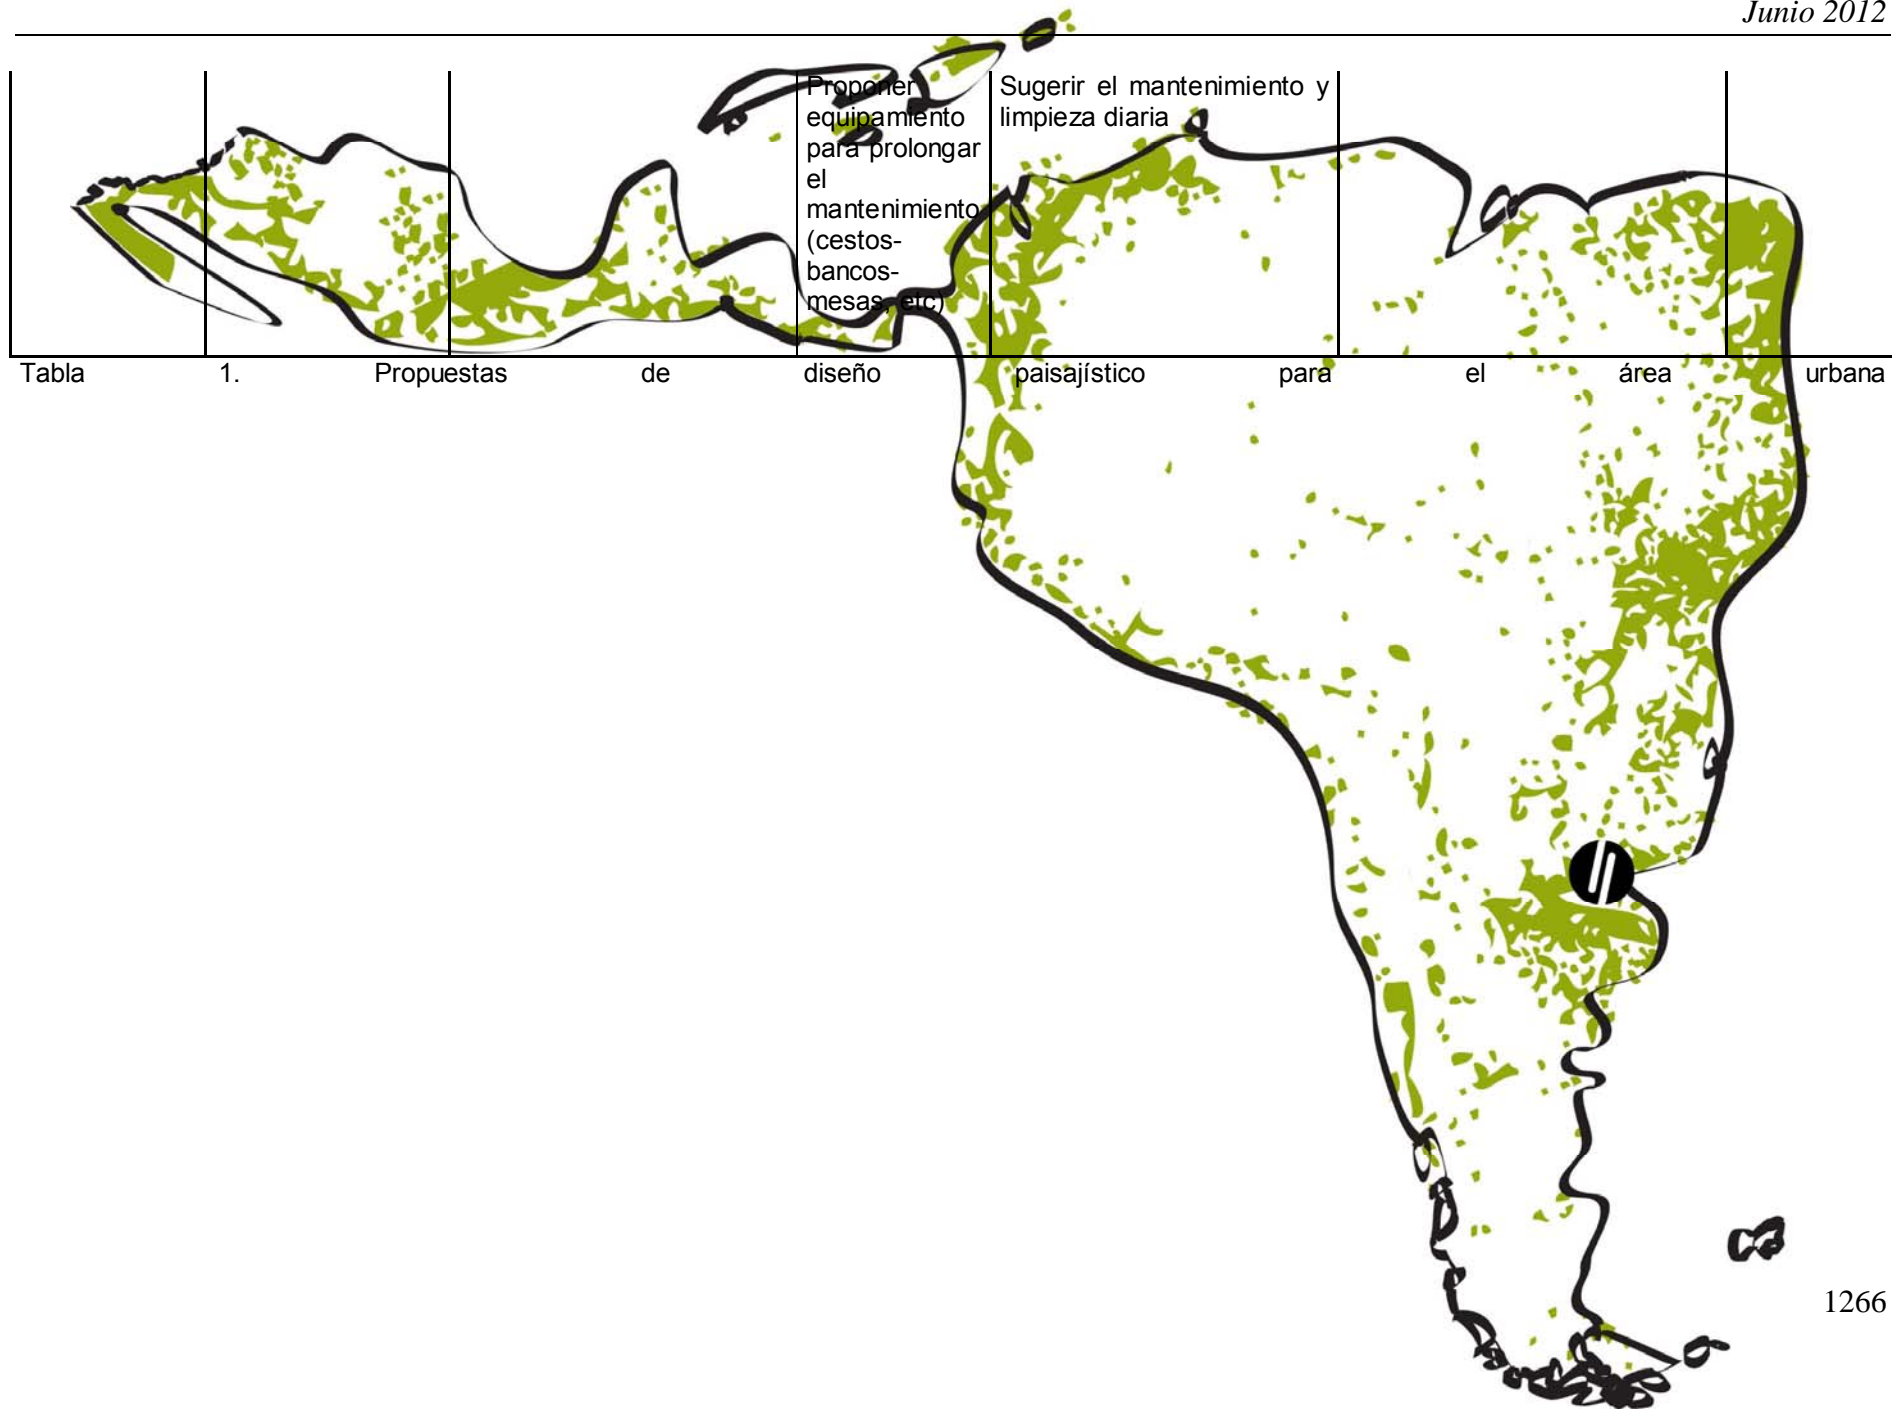 Junio 2012
Proponer
equipamiento
para prolongar
el
mantenimiento
(cestos-
bancos-
mesas, etc)
Sugerir el mantenimiento y
limpieza diaria
Tabla 1. Propuestas de diseño paisajístico para el área urbana
1266